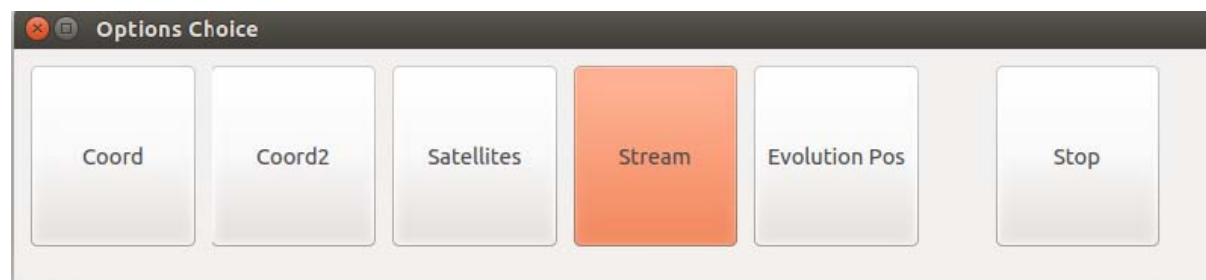 Options Choice
Coord
Coord2
Satellites
Stream
Evolution Pos
Stop